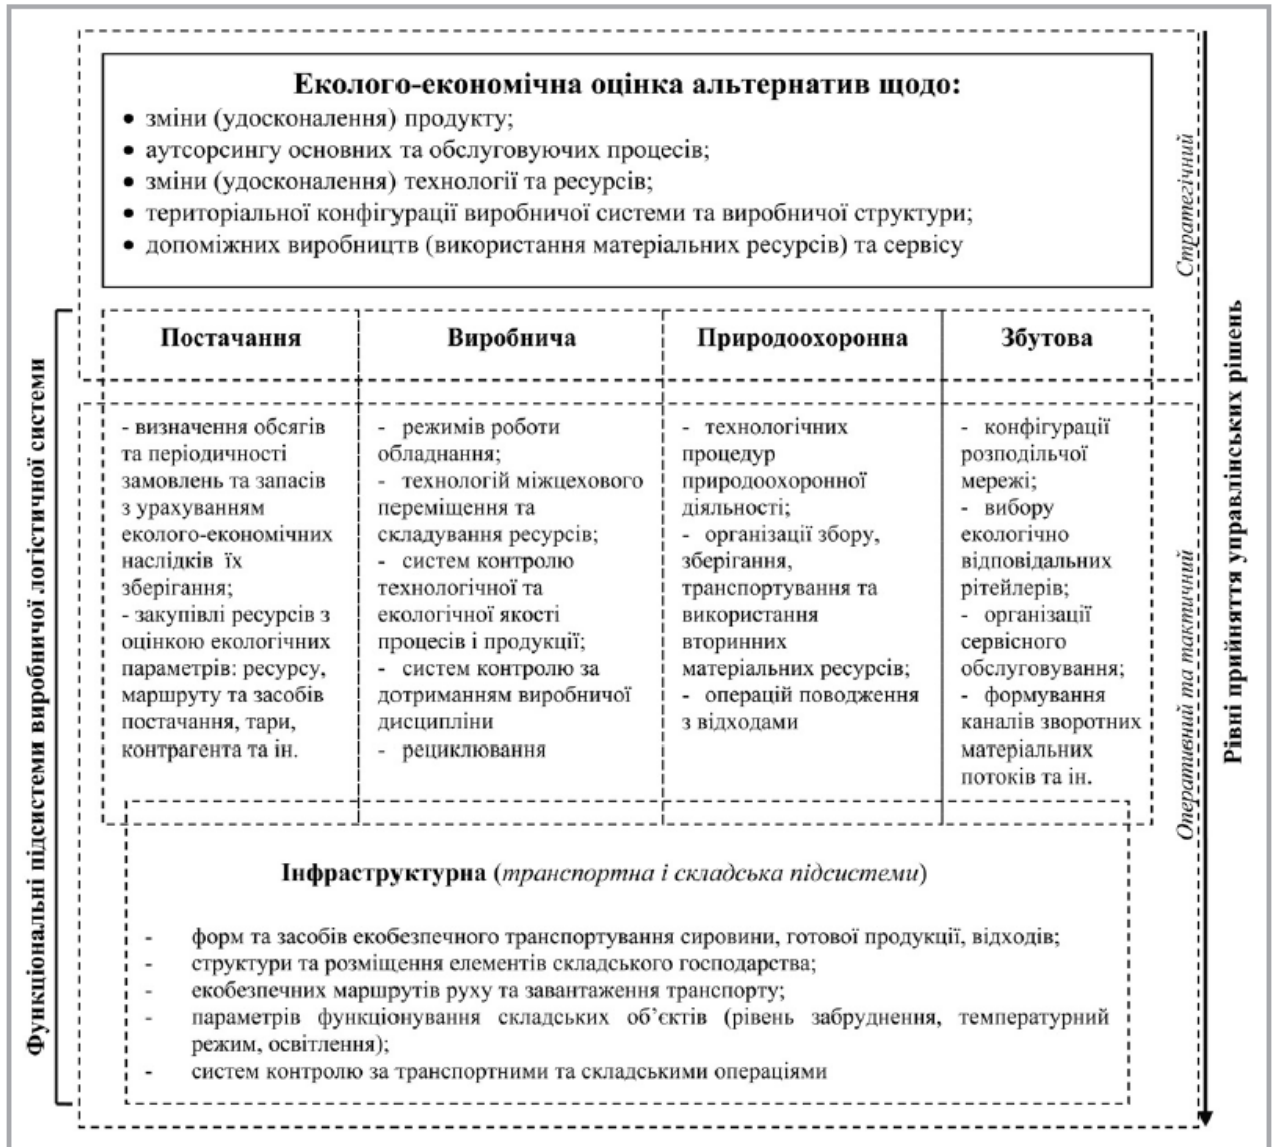 Еколого-економічна оцінка альтернатив щодо:
● зміни (удосконалення) продукту;
● аутсорсингу основних та обслуговуючих процесів;
● зміни (удосконалення) технології та ресурсів;
● територіальної конфігурації виробничої системи та виробничої структури;
● допоміжних виробництв (використання матеріальних ресурсів) та сервісу
Стратегічний
Функціональні підсистеми виробничої логістичної системи
Постачання
- визначення обсягів
та періодичності
замовлень та запасів
з урахуванням
еколого-економічних
наслідків їх
зберігання;
- закупівлі ресурсів з
оцінкою екологічних
параметрів: ресурсу,
маршруту та засобів
постачання, тари,
контрагента та ін.
Виробнича
- режимів роботи
обладнання;
- технологій міжцехового
переміщення та
складування ресурсів;
- систем контролю
технологічної та
екологічної якості
процесів і продукції;
- систем контролю за
дотриманням виробничої
дисципліни
- рециклювання
Природоохоронна
- технологічних
процедур
природоохоронної
діяльності;
- організації збору,
зберігання,
транспортування та
використання
вторинних
матеріальних ресурсів;
- операцій поводження
з відходами
Збутова
- конфігурації
розподільчої
мережі;
- вибору
екологічно
відповідальних
рітейлерів;
- організації
сервісного
обслуговування;
- формування
каналів зворотних
матеріальних
потоків та ін.
Оперативний та тактичний
Рівні прийняття управлінських рішень
Інфраструктурна (транспортна і складська підсистеми)
- форм та засобів екобезпечного транспортування сировини, готової продукції, відходів;
- структури та розміщення елементів складського господарства;
- екобезпечних маршрутів руху та завантаження транспорту;
- параметрів функціонування складських об’єктів (рівень забруднення, температурний
режим, освітлення);
- систем контролю за транспортними та складськими операціями